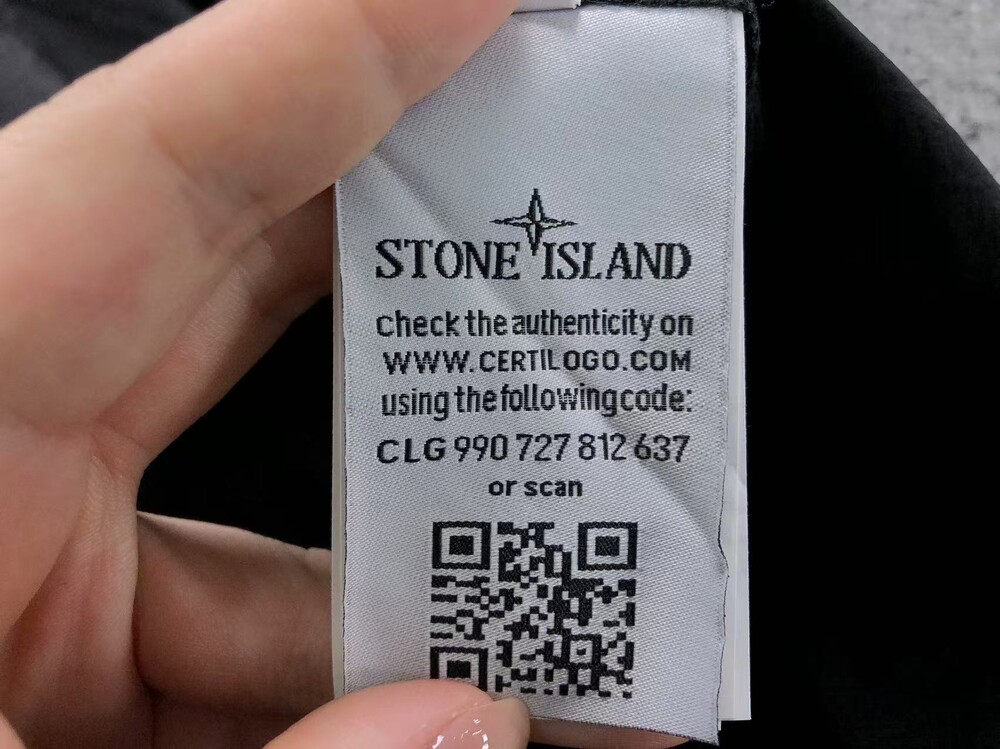 STONE ISLAND
check the authenticity on
WWW.CERTILOGO.COM
using the following code:
CLG 990 727 812 637
or scan